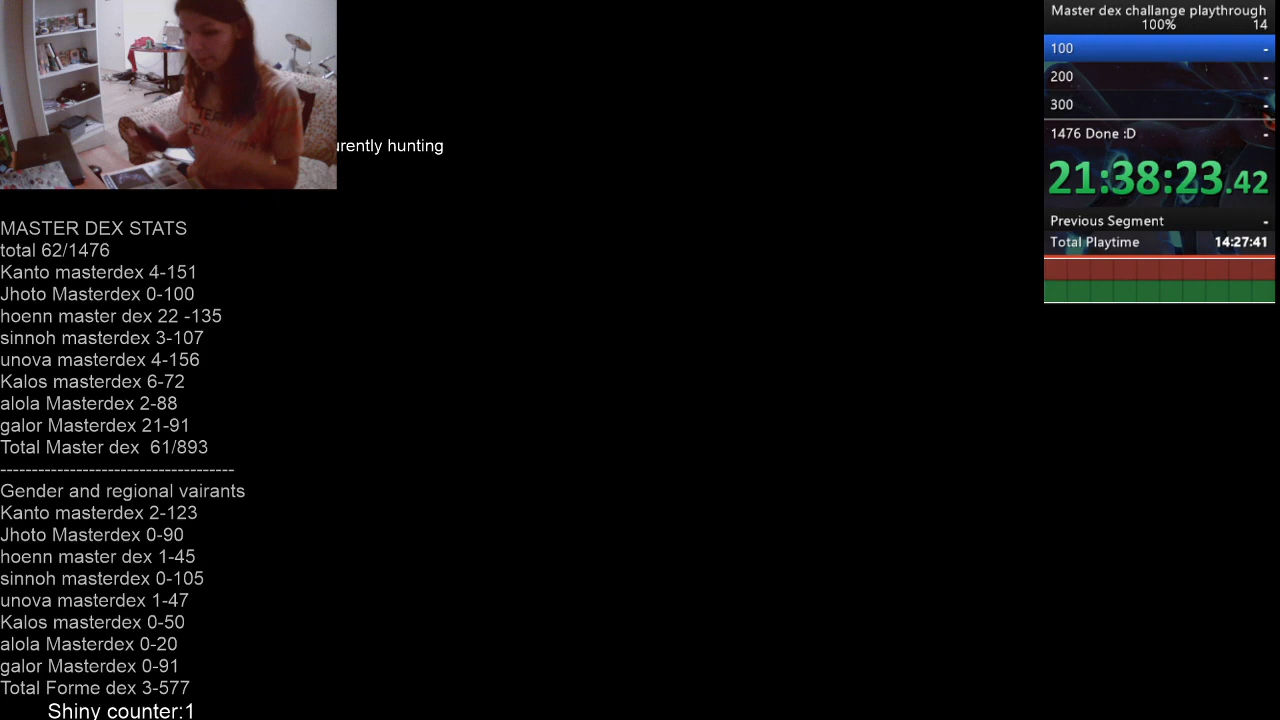 Master dex challange playthrough
100% 14
100 -
200 -
300 -
1476 Done :D -
21:38:23.42
Previous Segment -
Total Playtime 14:27:41
urently hunting
MASTER DEX STATS
total 62/1476
Kanto masterdex 4-151
Jhoto Masterdex 0-100
hoenn master dex 22 -135
sinnoh masterdex 3-107
unova masterdex 4-156
Kalos masterdex 6-72
alola Masterdex 2-88
galor Masterdex 21-91
Total Master dex  61/893
------------------------------------
Gender and regional vairants
Kanto masterdex 2-123
Jhoto Masterdex 0-90
hoenn master dex 1-45
sinnoh masterdex 0-105
unova masterdex 1-47
Kalos masterdex 0-50
alola Masterdex 0-20
galor Masterdex 0-91
Total Forme dex 3-577
Shiny counter:1